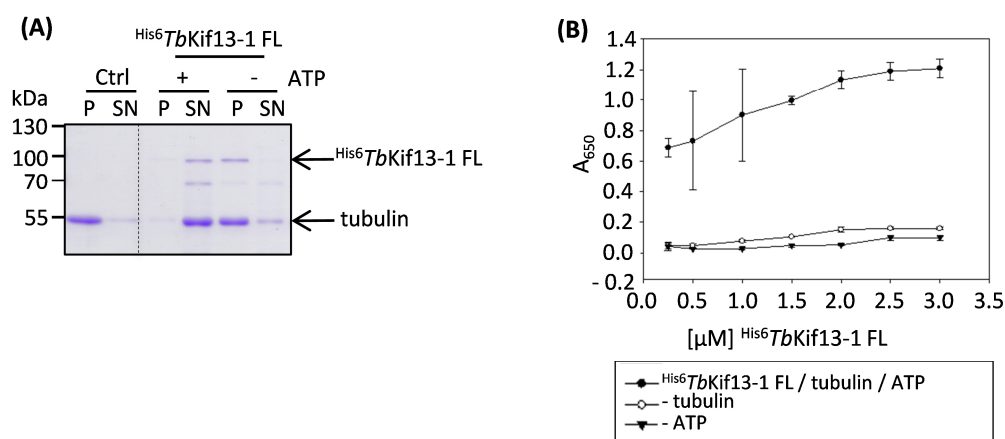 (A)
His6TbKif13-1 FL
Ctrl + - ATP
kDa P SN P SN P SN
130
100
70
55
His6TbKif13-1 FL
tubulin
(B)
1.4
1.2
1.0
0.8
0.6
0.4
0.2
0.0
- 0.2
A650
0.0 0.5 1.0 1.5 2.0 2.5 3.0 3.5
[µM] His6TbKif13-1 FL
His6TbKif13-1 FL / tubulin / ATP
- tubulin
- ATP